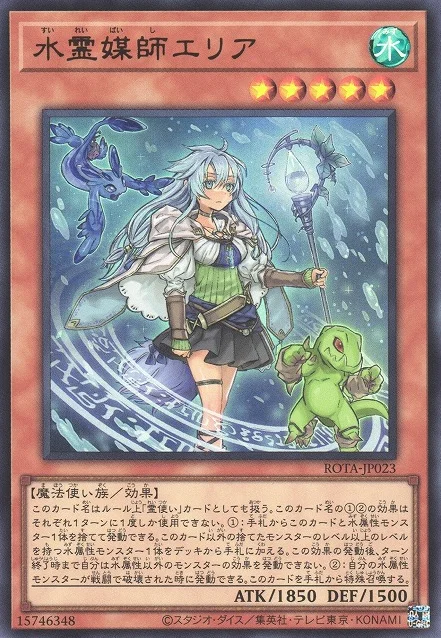 水霊媒師エリア
水
ROTA-JP023
【魔法使い族／効果】
このカード名はルール上「霊使い」カードとしても扱う。このカード名の①②の効果は
それぞれ1ターンに1度しか使用できない。①：手札からこのカードと水属性モンス
ター1体を捨てて発動できる。このカード以外の捨てたモンスターのレベル以上のレベル
を持つ水属性モンスター1体をデッキから手札に加える。この効果の発動後、ターン
終了時まで自分は水属性以外のモンスターの効果を発動できない。②：自分の水属性
モンスターが戦闘で破壊された時に発動できる。このカードを手札から特殊召喚する。
ATK/1850 DEF/1500
15746348 ©スタジオ・ダイス／集英社・テレビ東京・KONAMI